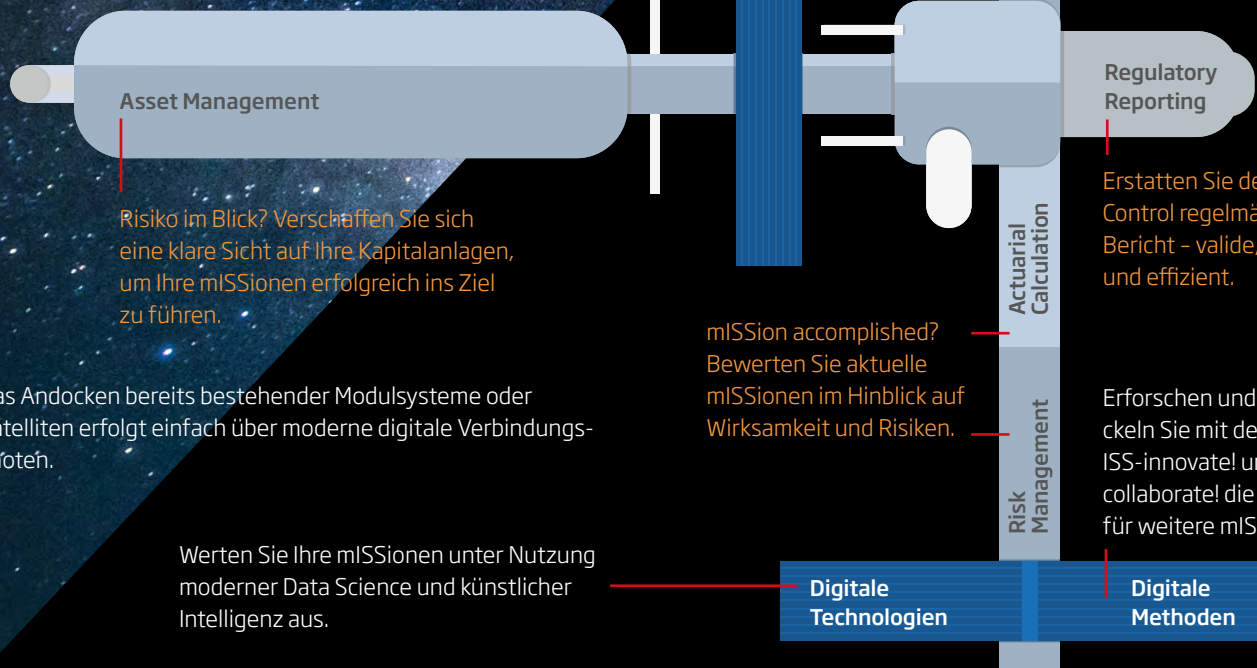 Asset Management
Risiko im Blick? Verschaffen Sie sich
eine klare Sicht auf Ihre Kapitalanlagen,
um Ihre mISSionen erfolgreich ins Ziel
zu führen.
Regulatory
Reporting
Erstatten Sie de
Control regelmä
Bericht – valide,
und effizient.
Actuarial
Calculation
mISSion accomplished?
Bewerten Sie aktuelle
mISSionen im Hinblick auf
Wirksamkeit und Risiken.
Risk
Management
as Andocken bereits bestehender Modulsysteme oder
telliten erfolgt einfach über moderne digitale Verbindungs-
noten.
Erforschen und
ckeln Sie mit de
ISS-innovate! u
collaborate! die
für weitere mIS
Werten Sie Ihre mISSionen unter Nutzung
moderner Data Science und künstlicher
Intelligenz aus.
Digitale
Technologien
Digitale
Methoden